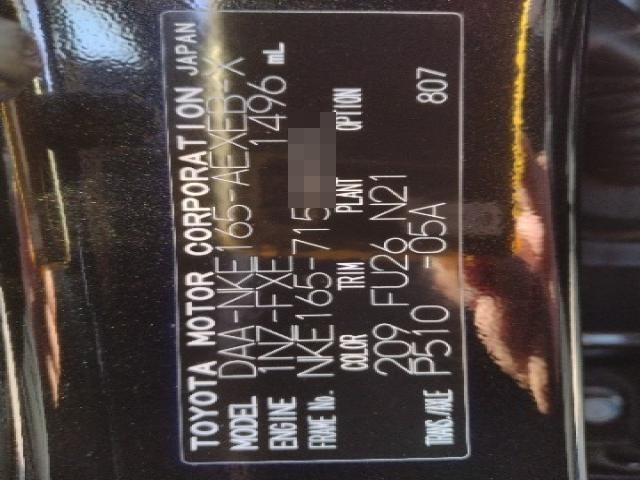 TOYOTA MOTOR CORPORATION JAPAN
MODEL DAA-NKE165-AEXEB-X
ENGINE 1NZ-FXE 1496 mL
FRAME No. NKE165-715
COLOR TRIM PLANT OPTION
209 FU26 N21 807
TRANS./AXLE P510 -05A